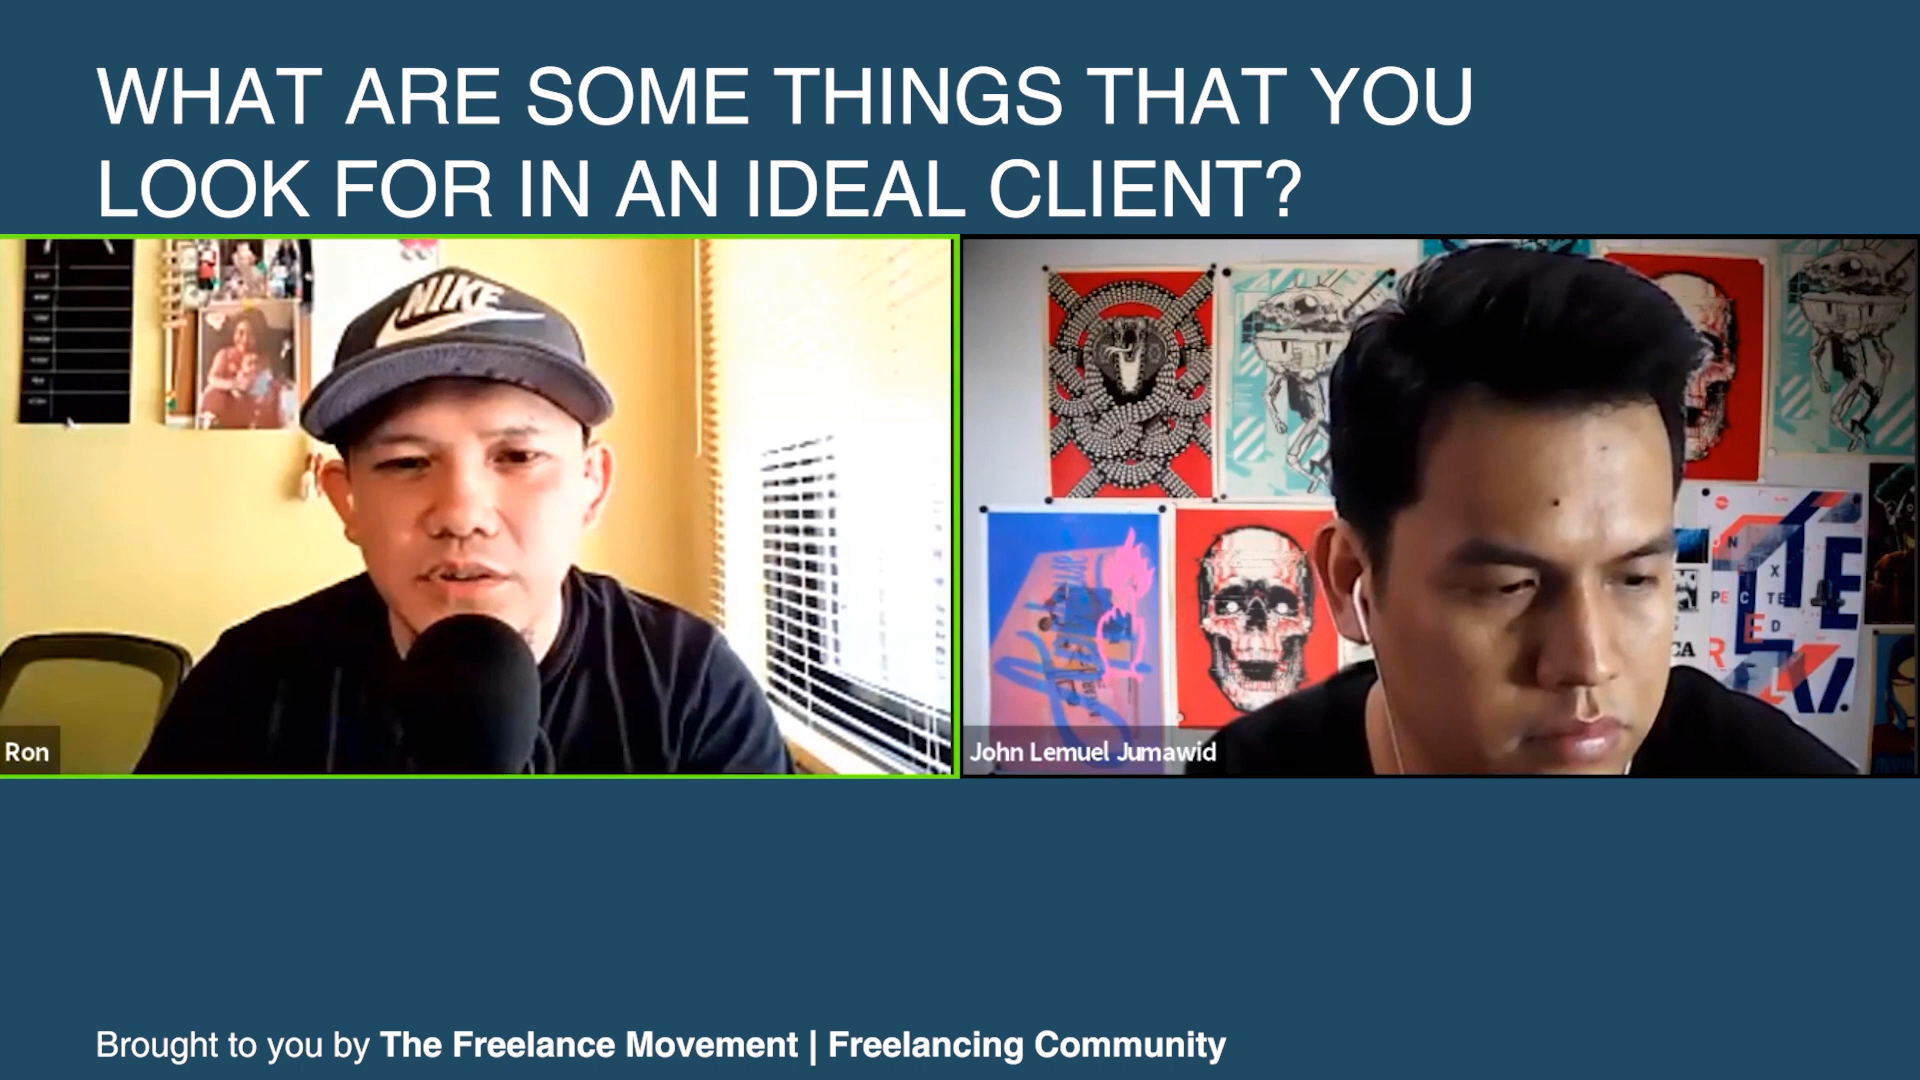 WHAT ARE SOME THINGS THAT YOU
LOOK FOR IN AN IDEAL CLIENT?
NIKE
Ron
John Lemuel Jumawid
Brought to you by The Freelance Movement | Freelancing Community